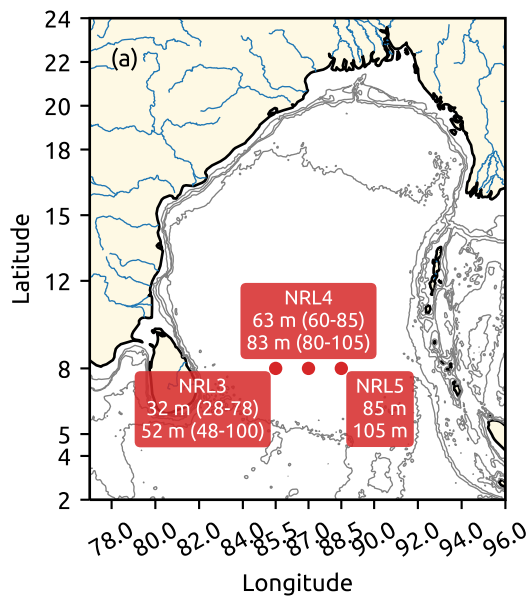 (a)
24
22
20
18
15
12
8
5
4
2
Latitude
NRL4
63 m (60-85)
83 m (80-105)
NRL3
32 m (28-78)
52 m (48-100)
NRL5
85 m
105 m
78.0 80.0 82.0 84.0 85.5 87.0 88.5 90.0 92.0 94.0 96.0
Longitude